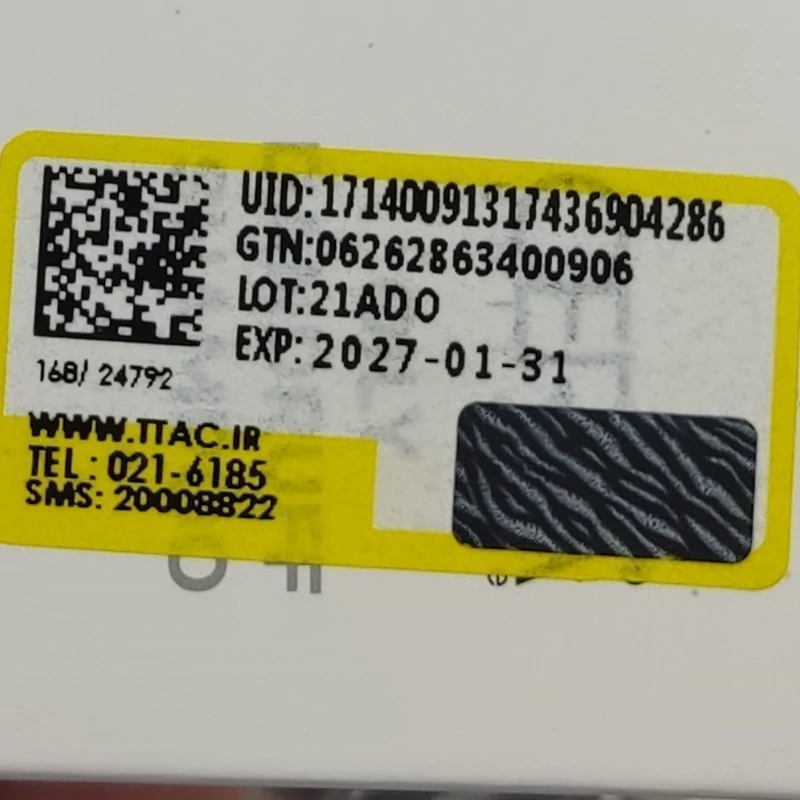 UID:17140091317436904286
GTN:06262863400906
LOT:21ADO
EXP: 2027-01-31
168/ 24792
WWW.TTAC.IR
TEL : 021-6185
SMS: 20008822